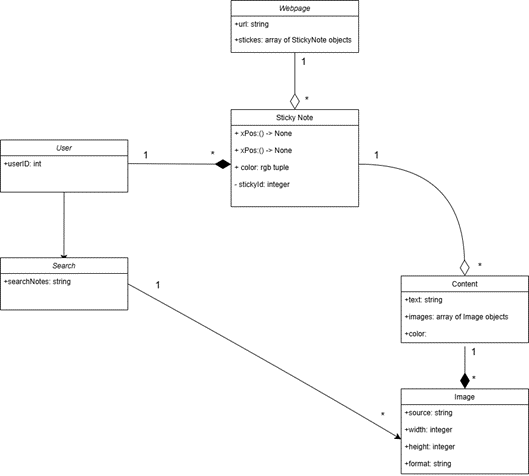 Webpage
+url: string
+stickes: array of StickyNote objects
1
*
Sticky Note
+ xPos:() -> None
+ xPos:() -> None
+ color: rgb tuple
- stickyId: integer
User
+userID: int
1
*
1
*
Search
+searchNotes: string
1
*
Content
+text: string
+images: array of Image objects
+color:
1
*
Image
+source: string
+width: integer
+height: integer
+format: string